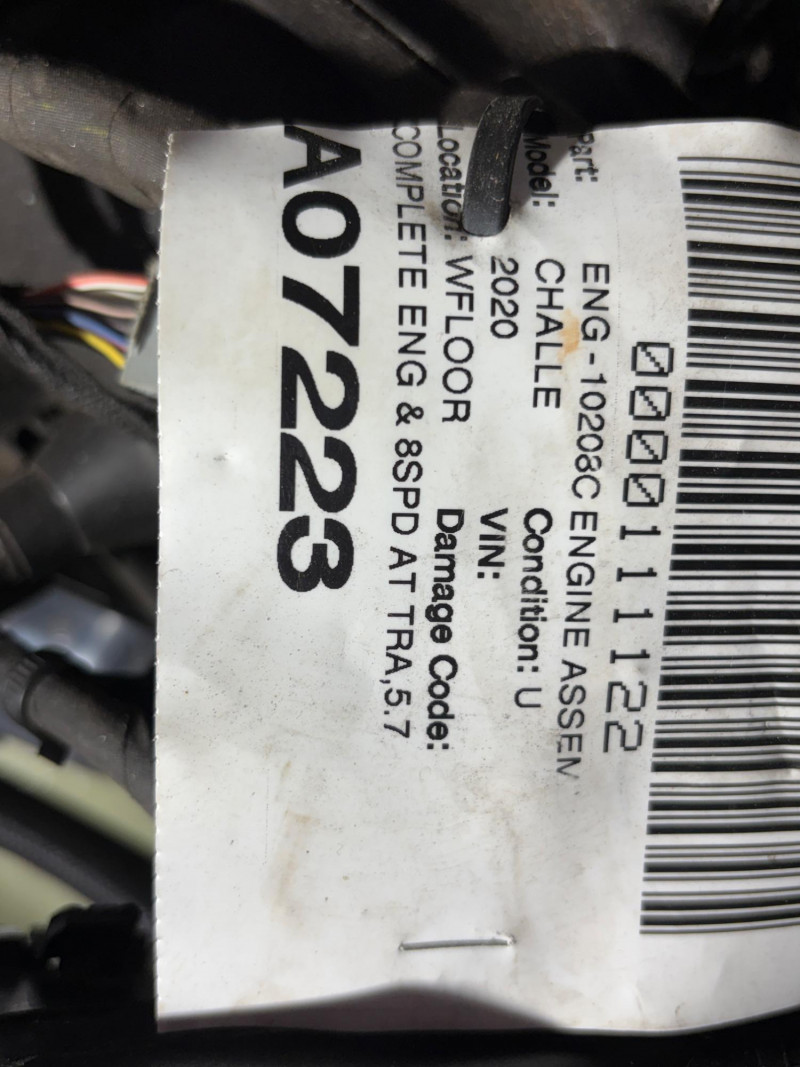 0000111122
Part: ENG - 10208C ENGINE ASSEM
Model: CHALLE Condition: U
2020 VIN:
Location: WFLOOR Damage Code:
COMPLETE ENG & 8SPD AT TRA,5.7
A07223